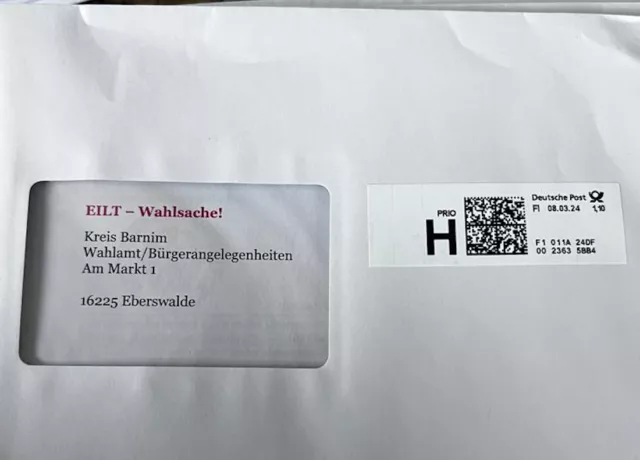 EILT – Wahlsache!
Kreis Barnim
Wahlamt/Bürgerangelegenheiten
Am Markt 1
16225 Eberswalde
PRIO
H
Deutsche Post
FI 08.03.24 1,10
F1 011A 24DF
00 2363 5BB4